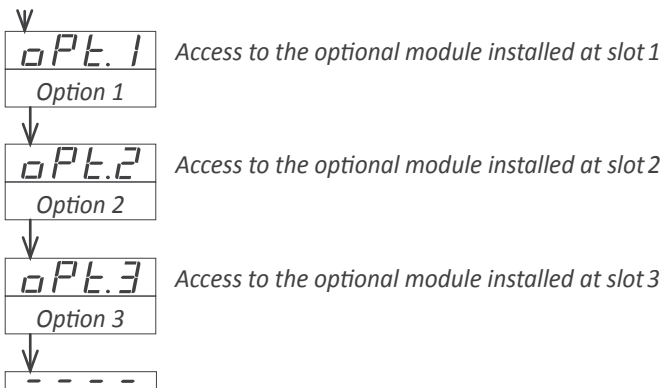 oPt.1 Access to the optional module installed at slot 1
Option 1
oPt.2 Access to the optional module installed at slot 2
Option 2
oPt.3 Access to the optional module installed at slot 3
Option 3
- - - -